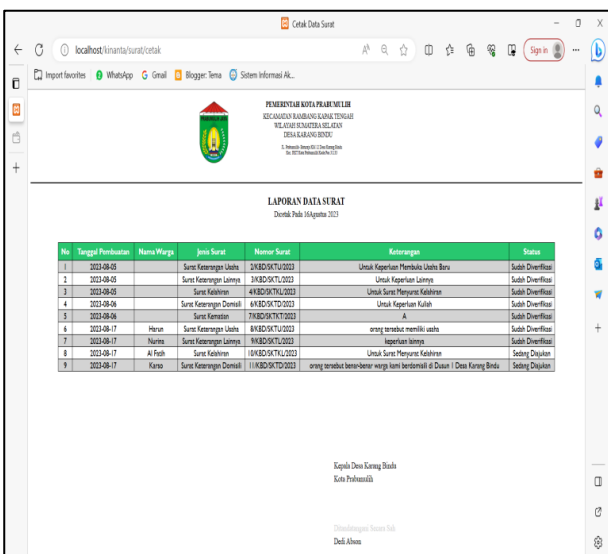 Cetak Data Surat
localhost/kinanta/surat/cetak
Sign in
Import favorites WhatsApp Gmail Blogger: Tema Sistem Informasi Ak...
PEMERINTAH KOTA PRABUMULIH
KECAMATAN RAMBANG KAPAK TENGAH
WILAYAH SUMATERA SELATAN
DESA KARANG BINDU
LAPORAN DATA SURAT
Dicetak Pada 16Agustus 2023
No Tanggal Pembuatan Nama Warga Jenis Surat Nomor Surat Keterangan Status
1 2023-08-05 Surat Keterangan Usaha 2/KBD/SKTU/2023 Untuk Keperluan Membuka Usaha Baru Sudah Diverifikasi
2 2023-08-05 Surat Keterangan Lainnya 3/KBD/SKTL/2023 Untuk Keperluan Lainnya Sudah Diverifikasi
3 2023-08-05 Surat Kelahiran 4/KBD/SKTKL/2023 Untuk Surat Menyurat Kelahiran Sudah Diverifikasi
4 2023-08-06 Surat Keterangan Domisili 6/KBD/SKTD/2023 Untuk Keperluan Kuliah Sudah Diverifikasi
5 2023-08-06 Surat Kematian 7/KBD/SKTKT/2023 A Sudah Diverifikasi
6 2023-08-17 Harun Surat Keterangan Usaha 8/KBD/SKTU/2023 orang tersebut memiliki usaha Sudah Diverifikasi
7 2023-08-17 Nurina Surat Keterangan Lainnya 9/KBD/SKTL/2023 keperluan lainnya Sudah Diverifikasi
8 2023-08-17 Al Fatih Surat Kelahiran 10/KBD/SKTKL/2023 Untuk Surat Menyurat Kelahiran Sedang Diajukan
9 2023-08-17 Karso Surat Keterangan Domisili 11/KBD/SKTD/2023 orang tersebut benar-benar warga kami berdomisili di Dusun 1 Desa Karang Bindu Sedang Diajukan
Kepala Desa Karang Bindu
Kota Prabumulih
Ditandatangani Secara Sah
Dedi Abson